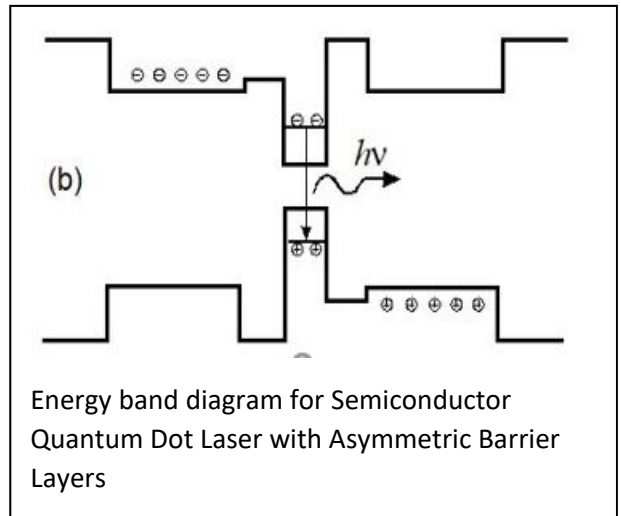 (b)
hν
Energy band diagram for Semiconductor
Quantum Dot Laser with Asymmetric Barrier
Layers